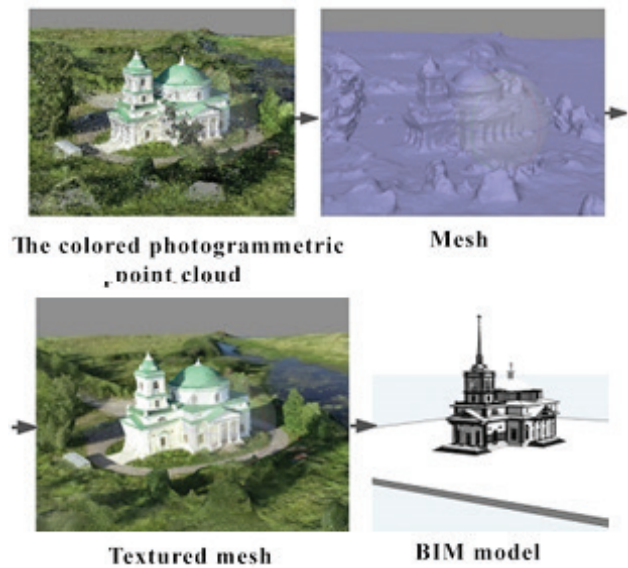 The colored photogrammetric
point cloud
Mesh
Textured mesh
BIM model